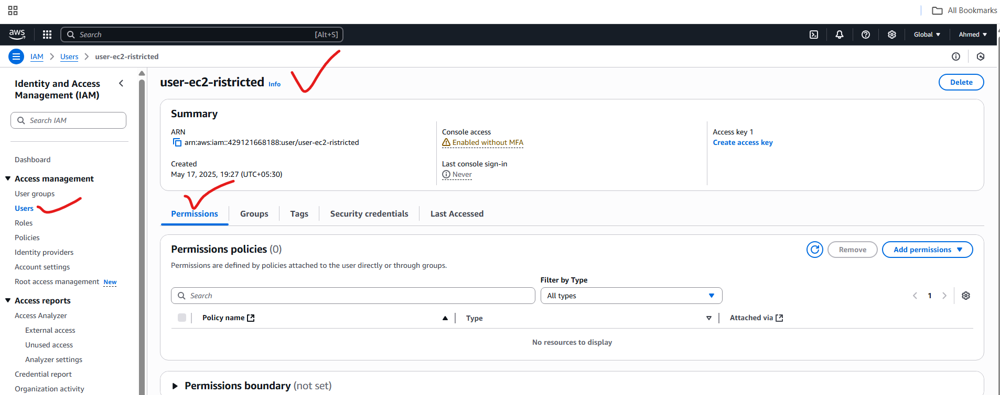 All Bookmarks
aws
Search [Alt+S]
Global
Ahmed
IAM > Users > user-ec2-ristricted
Identity and Access
Management (IAM)
Search IAM
Dashboard
Access management
User groups
Users
Roles
Policies
Identity providers
Account settings
Root access management New
Access reports
Access Analyzer
External access
Unused access
Analyzer settings
Credential report
Organization activity
user-ec2-ristricted Info
Delete
Summary
ARN
arn:aws:iam::429121668188:user/user-ec2-ristricted
Created
May 17, 2025, 19:27 (UTC+05:30)
Console access
Enabled without MFA
Last console sign-in
Never
Access key 1
Create access key
Permissions
Groups
Tags
Security credentials
Last Accessed
Permissions policies (0)
Remove
Add permissions
Permissions are defined by policies attached to the user directly or through groups.
Filter by Type
Search
All types
1
Policy name
Type
Attached via
No resources to display
Permissions boundary (not set)